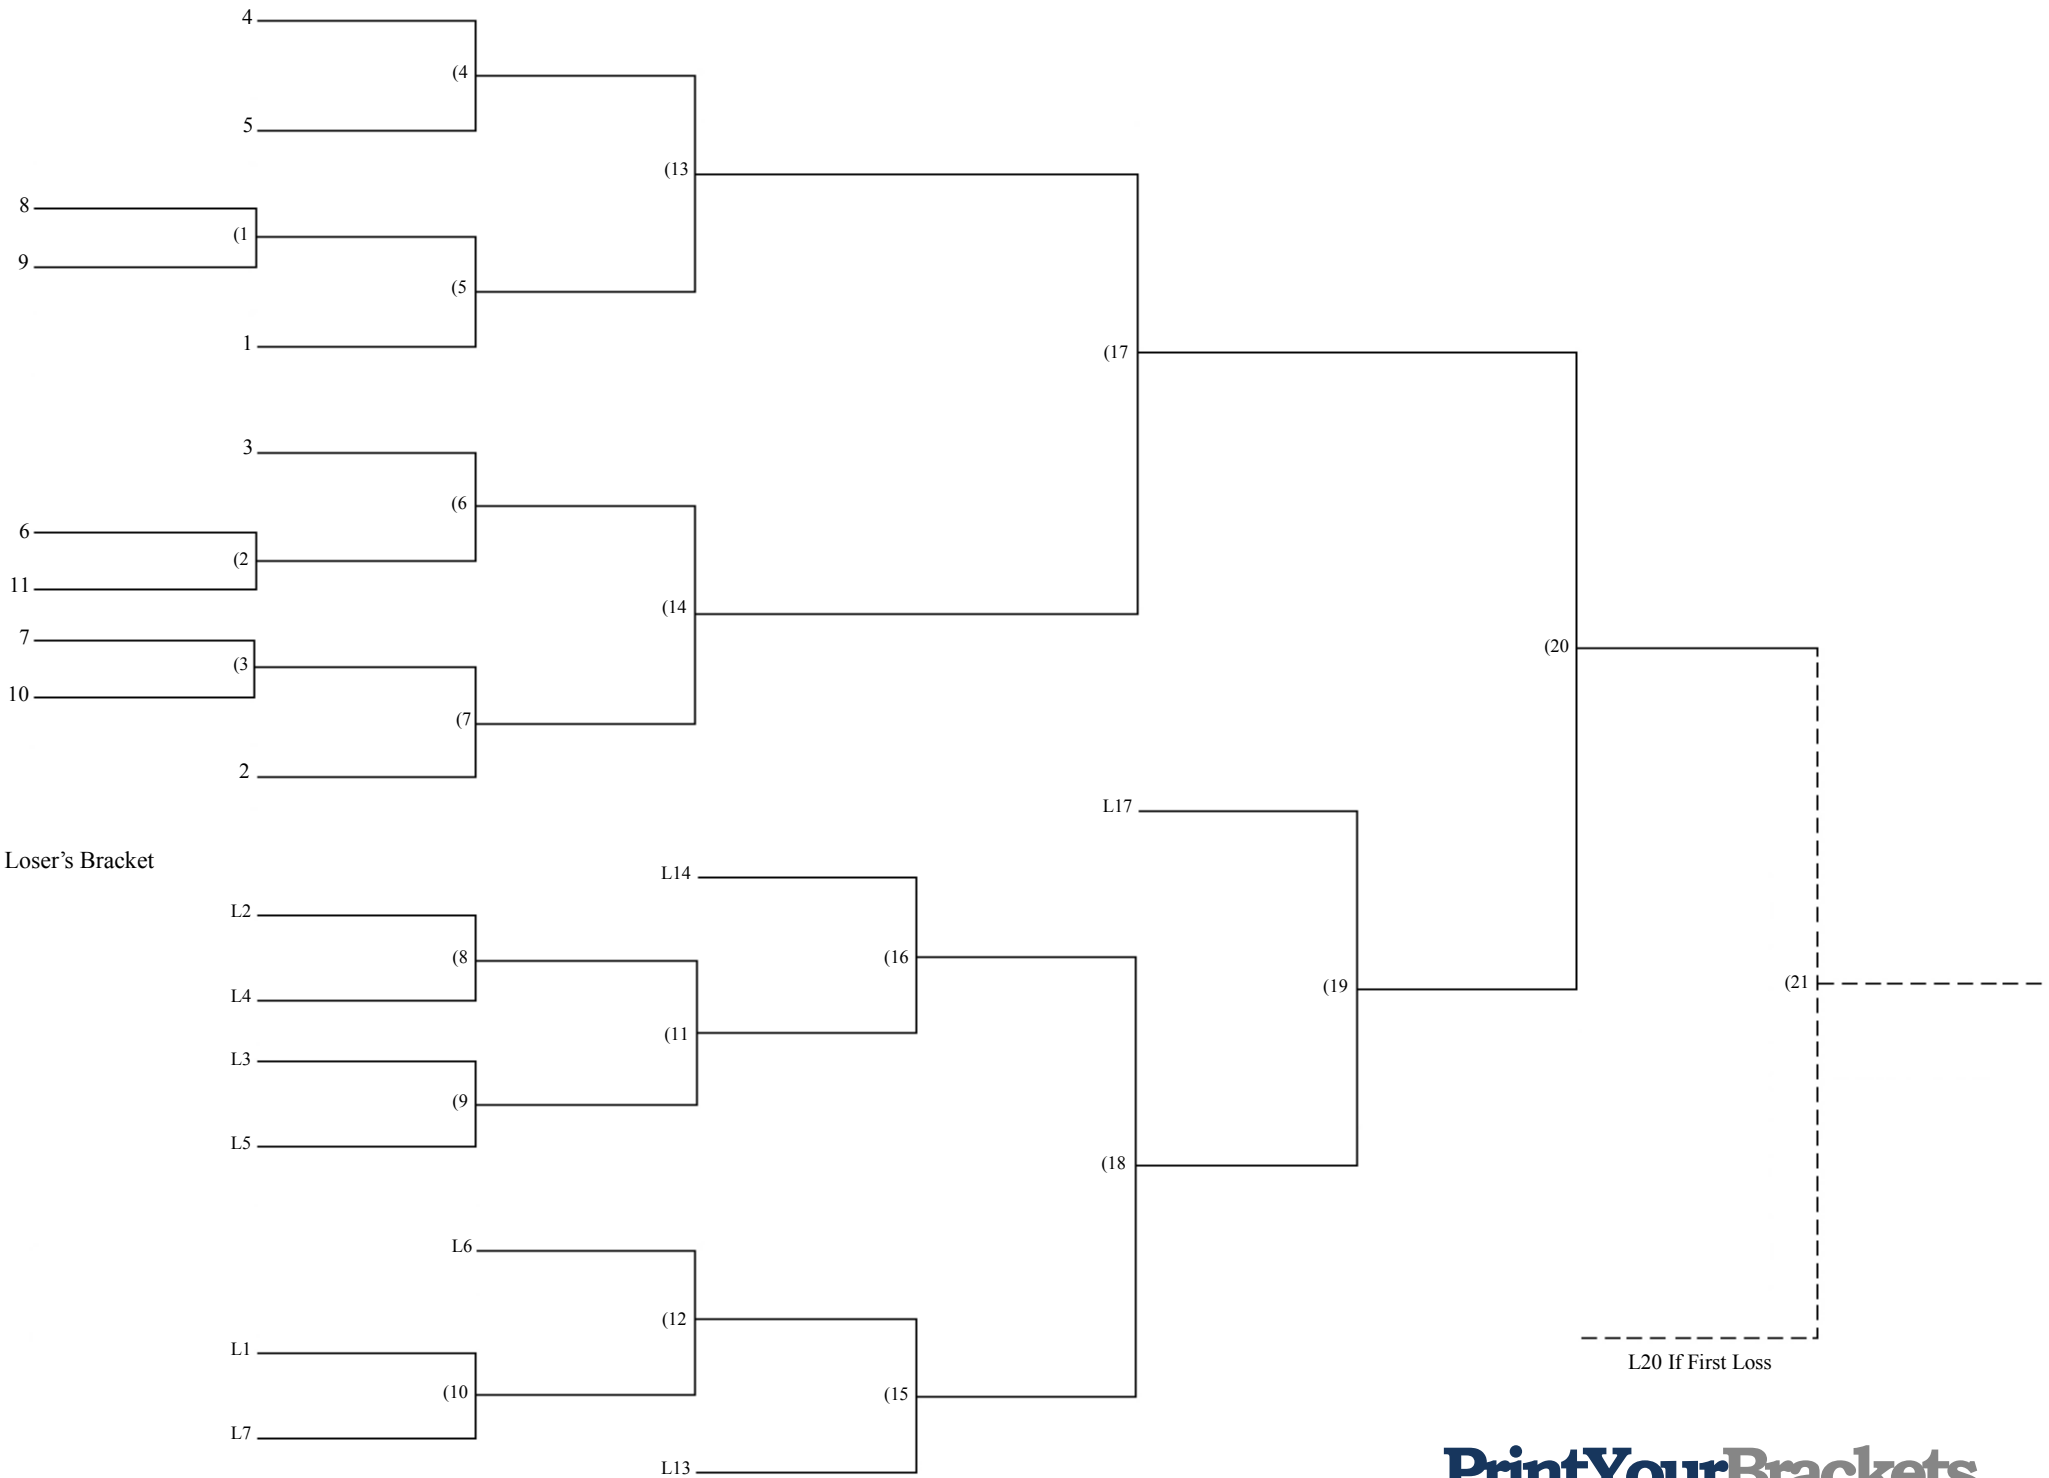 4
(4
5
(13
8
(1
9
(5
1
(17
3
(6
6
(2
11
(14
7
(3
10
(7
2
(20
L17
Loser’s Bracket
L14
L2
(8
(16
L4
(11
(19
(21
L3
(9
L5
(18
L6
(12
L1
(10
(15
L7
L13
L20 If First Loss
PrintYourBrackets